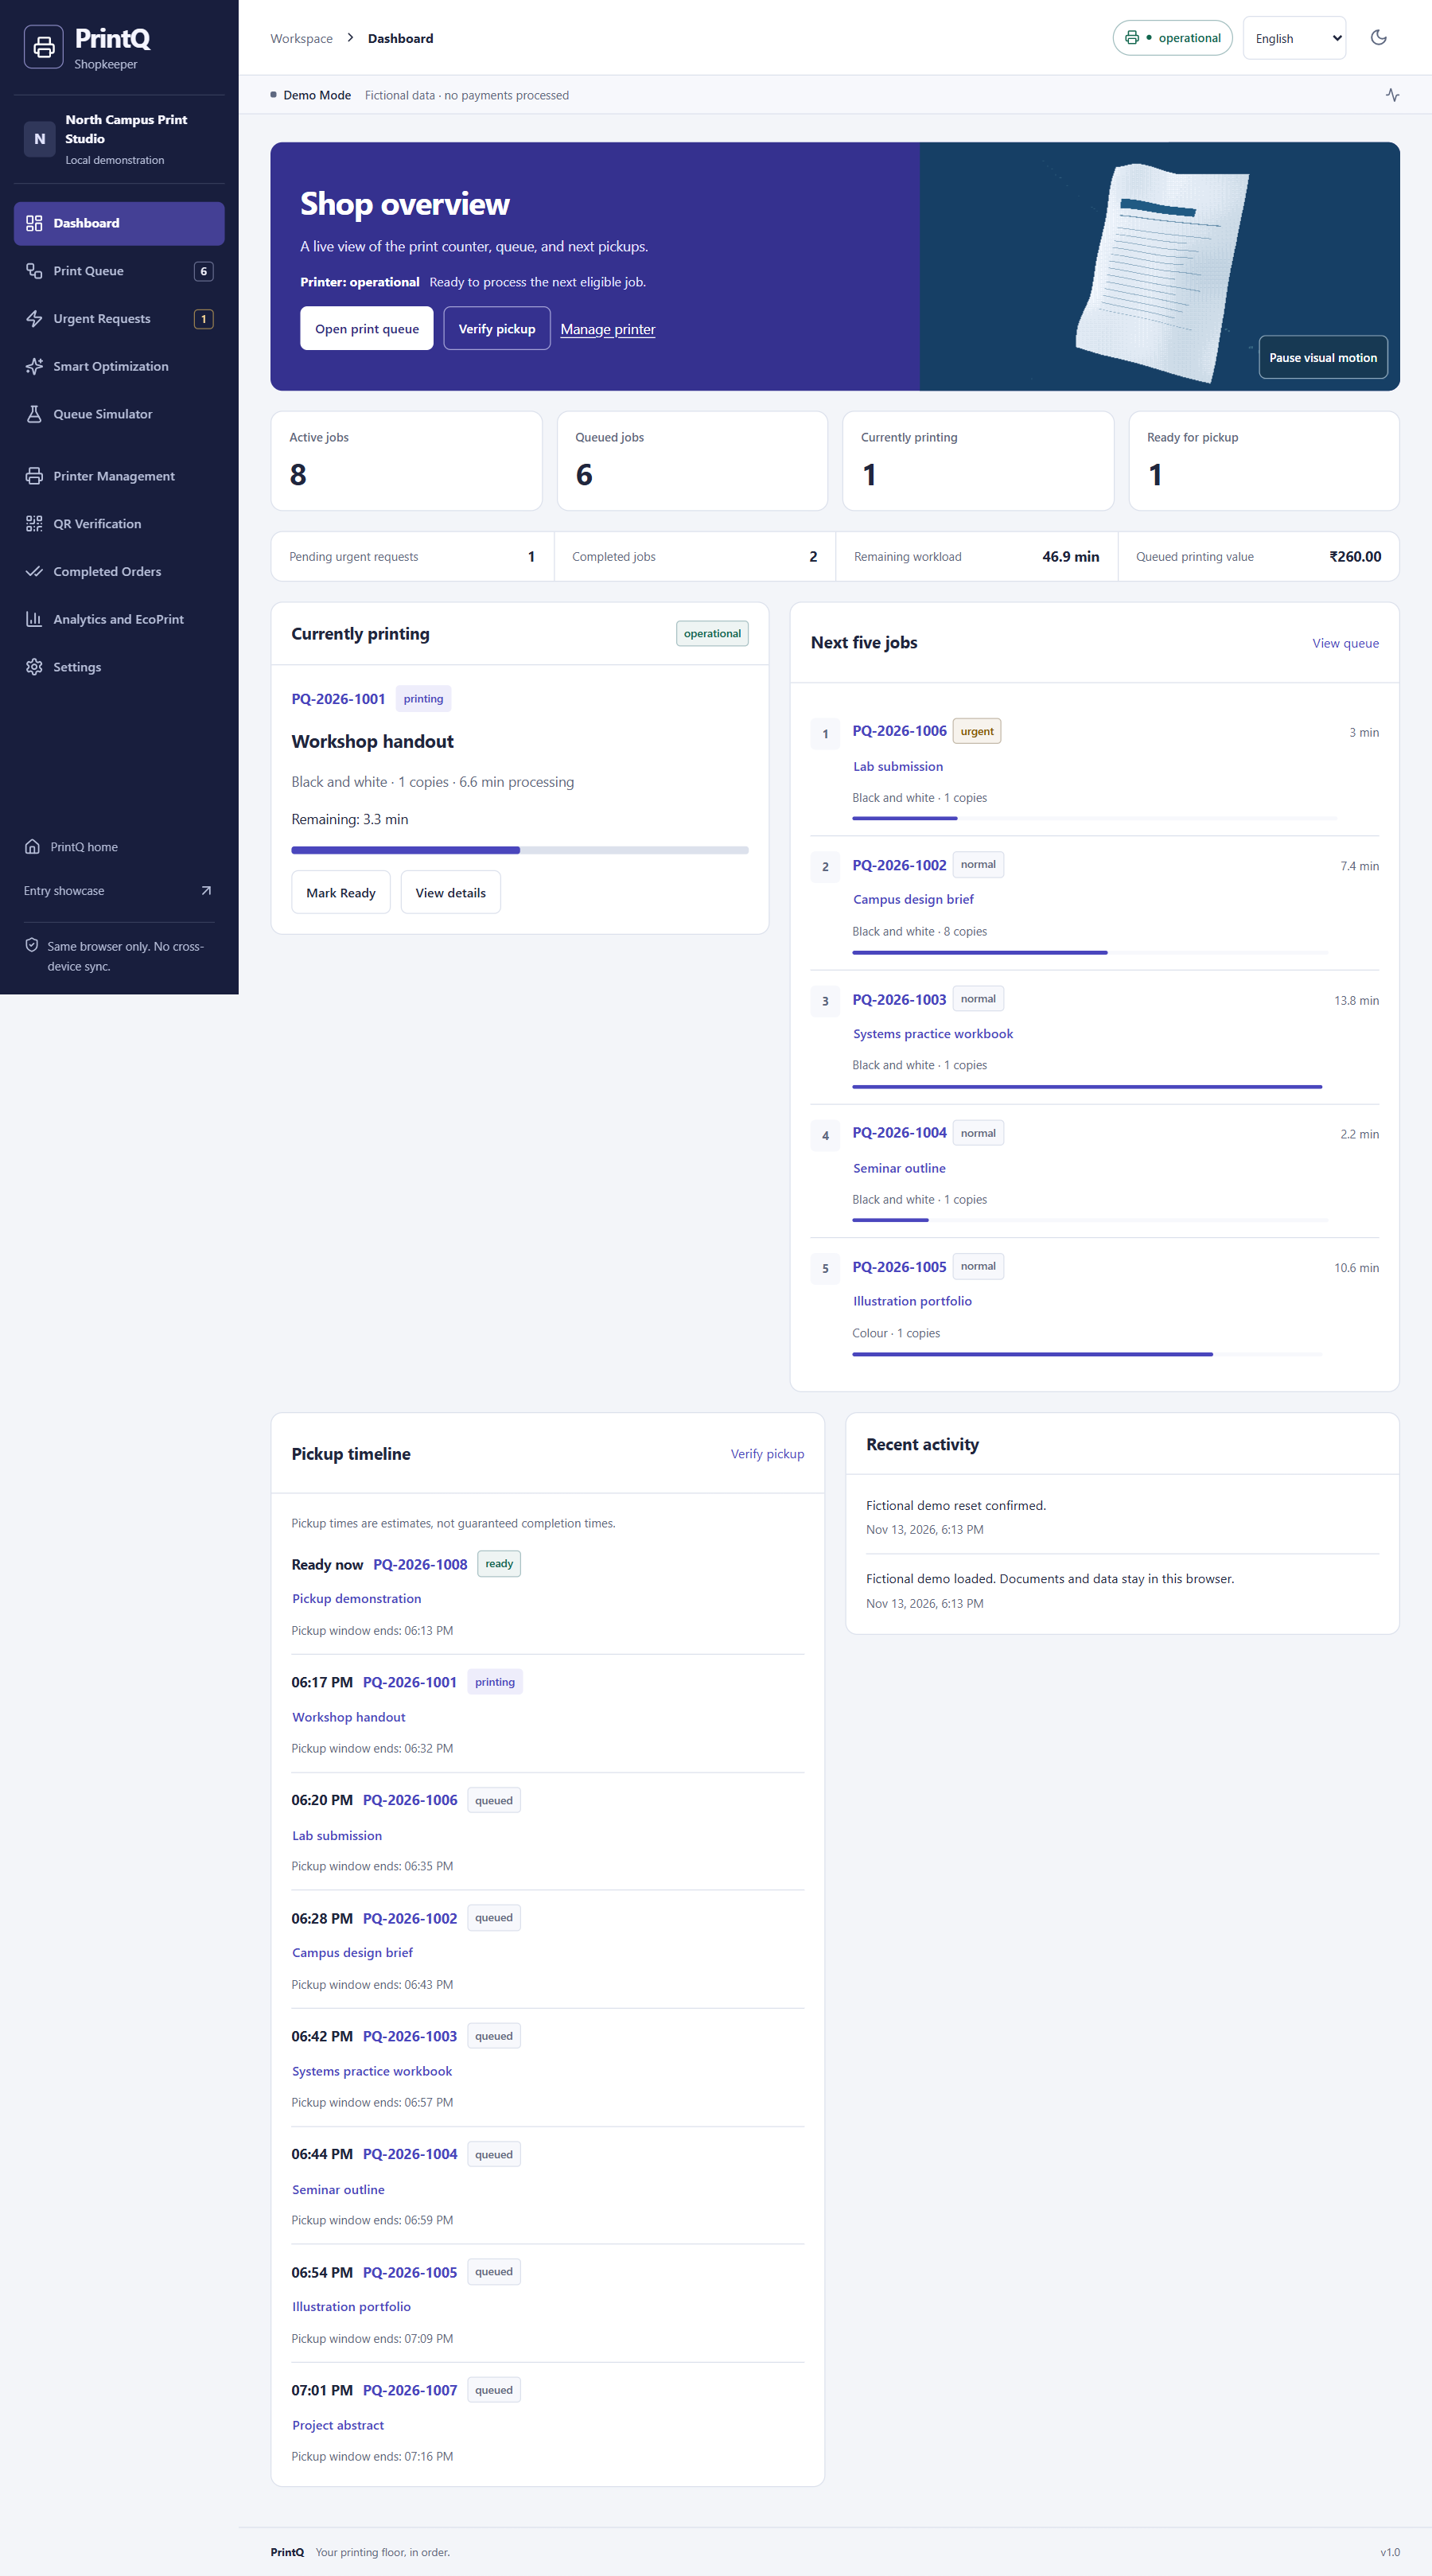 PrintQ
Shopkeeper
N
North Campus Print
Studio
Local demonstration
Dashboard
Print Queue 6
Urgent Requests 1
Smart Optimization
Queue Simulator
Printer Management
QR Verification
Completed Orders
Analytics and EcoPrint
Settings
PrintQ home
Entry showcase
Same browser only. No cross-
device sync.
Workspace Dashboard
operational
English
Demo Mode Fictional data · no payments processed
Shop overview
A live view of the print counter, queue, and next pickups.
Printer: operational Ready to process the next eligible job.
Open print queue Verify pickup Manage printer
Pause visual motion
Active jobs
8
Queued jobs
6
Currently printing
1
Ready for pickup
1
Pending urgent requests 1
Completed jobs 2
Remaining workload 46.9 min
Queued printing value ₹260.00
Currently printing operational
PQ-2026-1001 printing
Workshop handout
Black and white · 1 copies · 6.6 min processing
Remaining: 3.3 min
Mark Ready View details
Next five jobs View queue
1 PQ-2026-1006 urgent 3 min
Lab submission
Black and white · 1 copies
2 PQ-2026-1002 normal 7.4 min
Campus design brief
Black and white · 8 copies
3 PQ-2026-1003 normal 13.8 min
Systems practice workbook
Black and white · 1 copies
4 PQ-2026-1004 normal 2.2 min
Seminar outline
Black and white · 1 copies
5 PQ-2026-1005 normal 10.6 min
Illustration portfolio
Colour · 1 copies
Pickup timeline Verify pickup
Pickup times are estimates, not guaranteed completion times.
Ready now PQ-2026-1008 ready
Pickup demonstration
Pickup window ends: 06:13 PM
06:17 PM PQ-2026-1001 printing
Workshop handout
Pickup window ends: 06:32 PM
06:20 PM PQ-2026-1006 queued
Lab submission
Pickup window ends: 06:35 PM
06:28 PM PQ-2026-1002 queued
Campus design brief
Pickup window ends: 06:43 PM
06:42 PM PQ-2026-1003 queued
Systems practice workbook
Pickup window ends: 06:57 PM
06:44 PM PQ-2026-1004 queued
Seminar outline
Pickup window ends: 06:59 PM
06:54 PM PQ-2026-1005 queued
Illustration portfolio
Pickup window ends: 07:09 PM
07:01 PM PQ-2026-1007 queued
Project abstract
Pickup window ends: 07:16 PM
Recent activity
Fictional demo reset confirmed.
Nov 13, 2026, 6:13 PM
Fictional demo loaded. Documents and data stay in this browser.
Nov 13, 2026, 6:13 PM
PrintQ Your printing floor, in order.
v1.0